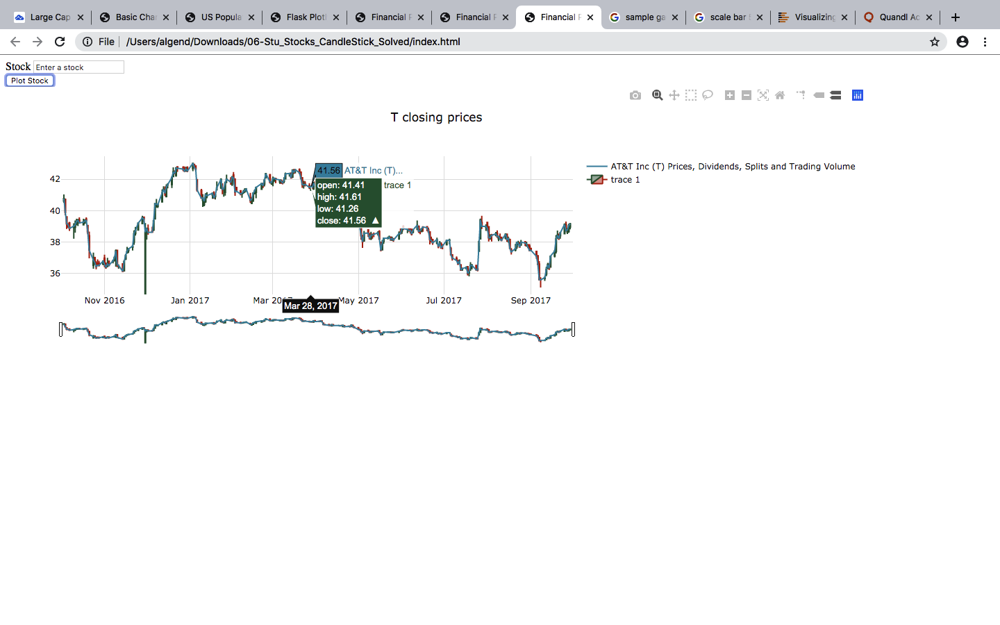 Large Cap
Basic Cha
US Popula
Flask Plotl
Financial P
Financial P
Financial P
sample ga
scale bar
Visualizing
Quandl Ac
File
/Users/algend/Downloads/06-Stu_Stocks_CandleStick_Solved/index.html
Stock Enter a stock
Plot Stock
T closing prices
41.56 AT&T Inc (T)...
AT&T Inc (T) Prices, Dividends, Splits and Trading Volume
trace 1
open: 41.41
high: 41.61
low: 41.26
close: 41.56 ▲
trace 1
42
40
38
36
Nov 2016 Jan 2017 Mar May 2017 Jul 2017 Sep 2017
Mar 28, 2017